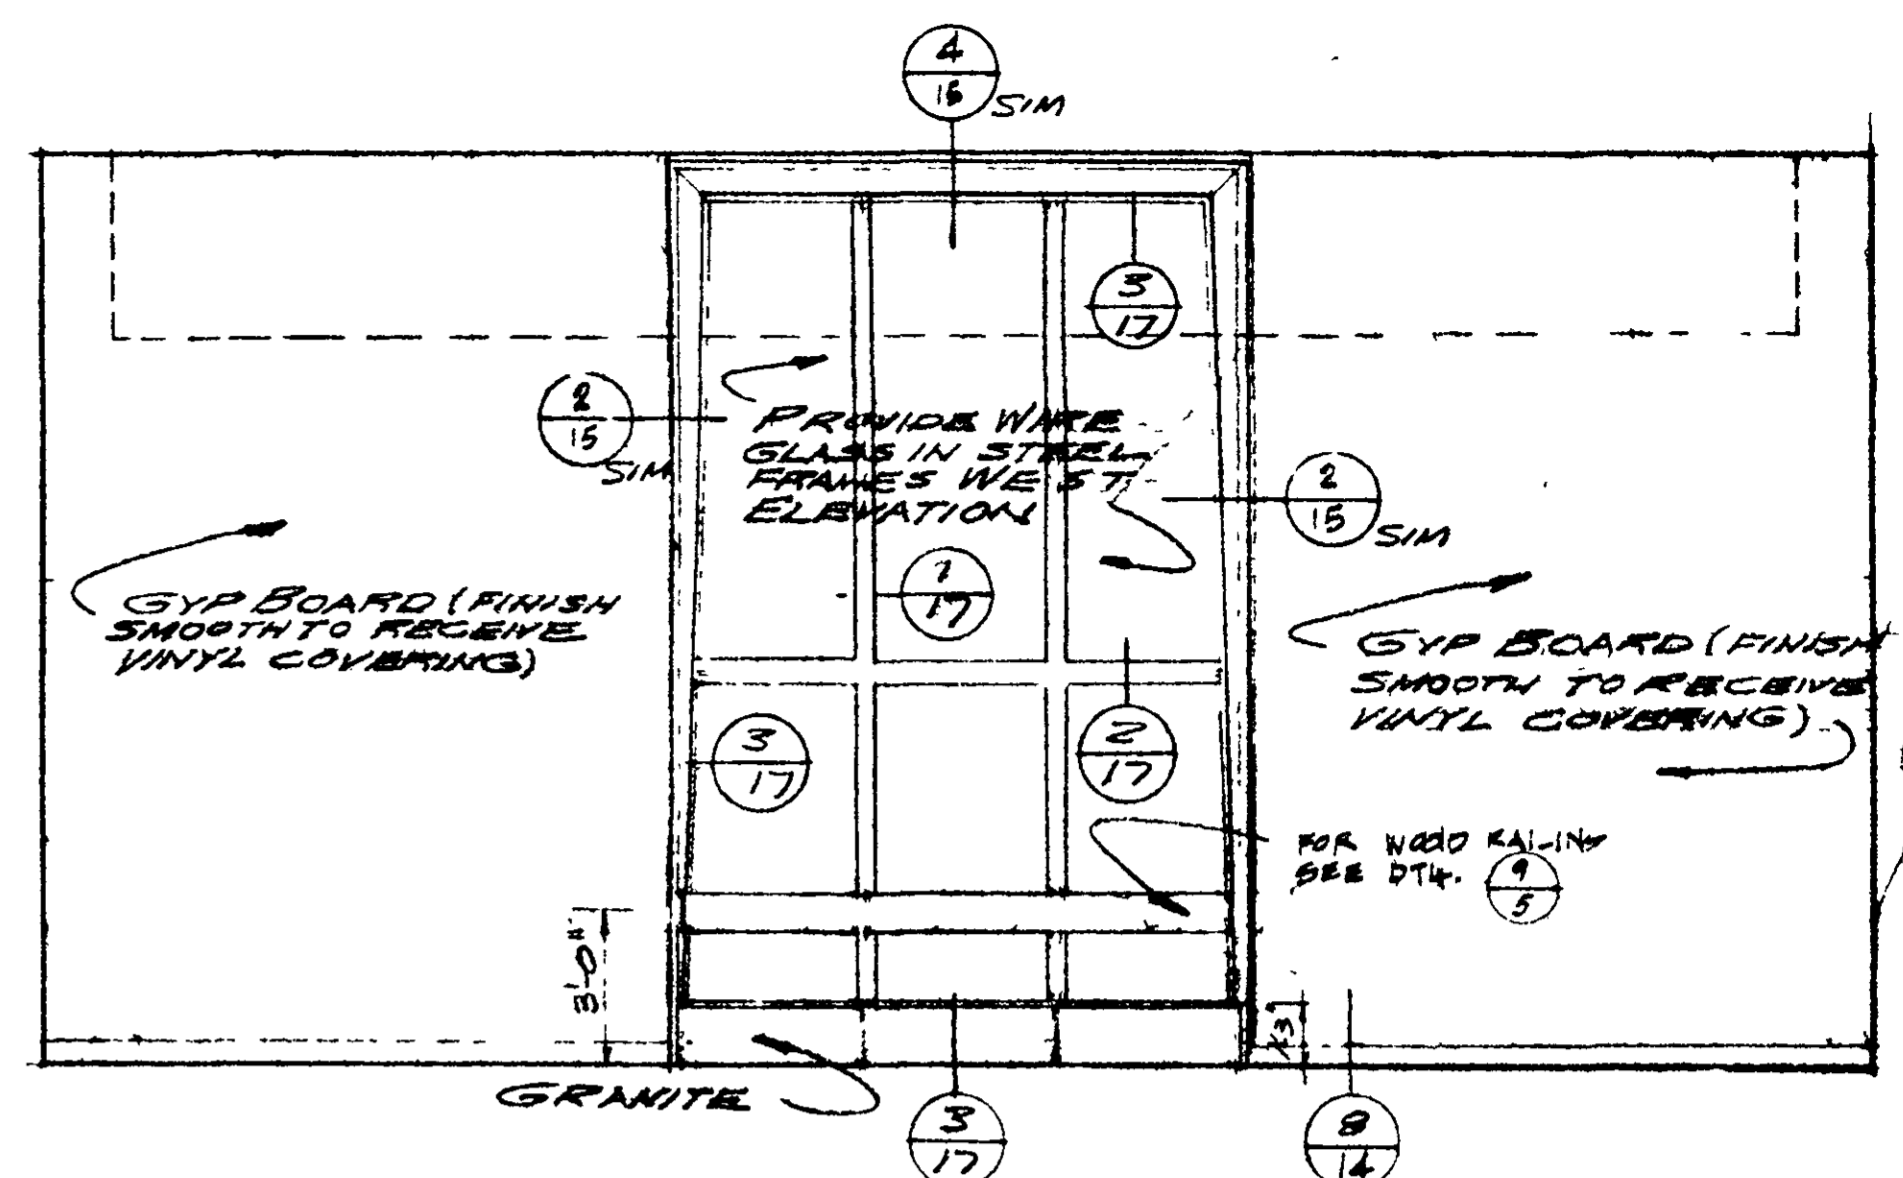 4
15
SIM
3
17
2
15
SIM
PROVIDE WIRE
GLASS IN STEEL
FRAMES WEST
ELEVATION
2
15
SIM
1
17
GYP BOARD (FINISH
SMOOTH TO RECEIVE
VINYL COVERING)
GYP BOARD (FINISH
SMOOTH TO RECEIVE
VINYL COVERING)
3
17
2
17
FOR WOOD RAILING
SEE DTL.
9
5
3'-0"
GRANITE
3
17
8
14